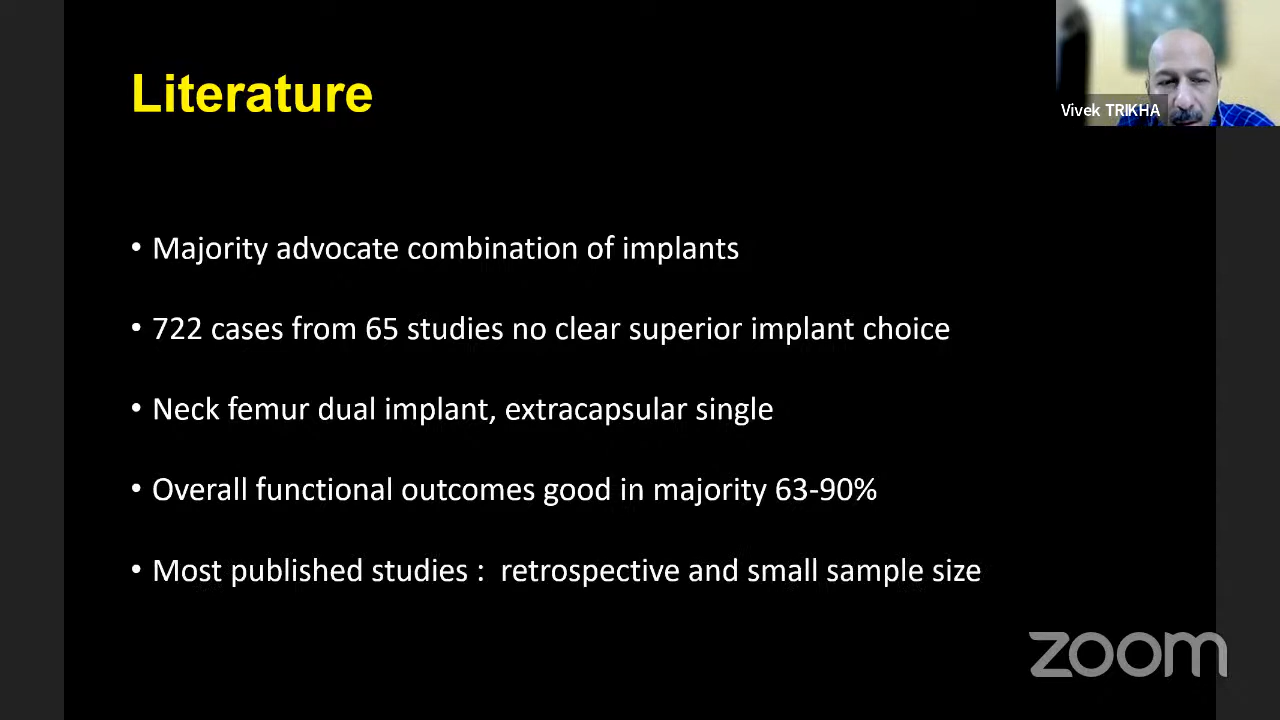 Literature
Vivek TRIKHA
• Majority advocate combination of implants
• 722 cases from 65 studies no clear superior implant choice
• Neck femur dual implant, extracapsular single
• Overall functional outcomes good in majority 63-90%
• Most published studies :  retrospective and small sample size
zoom